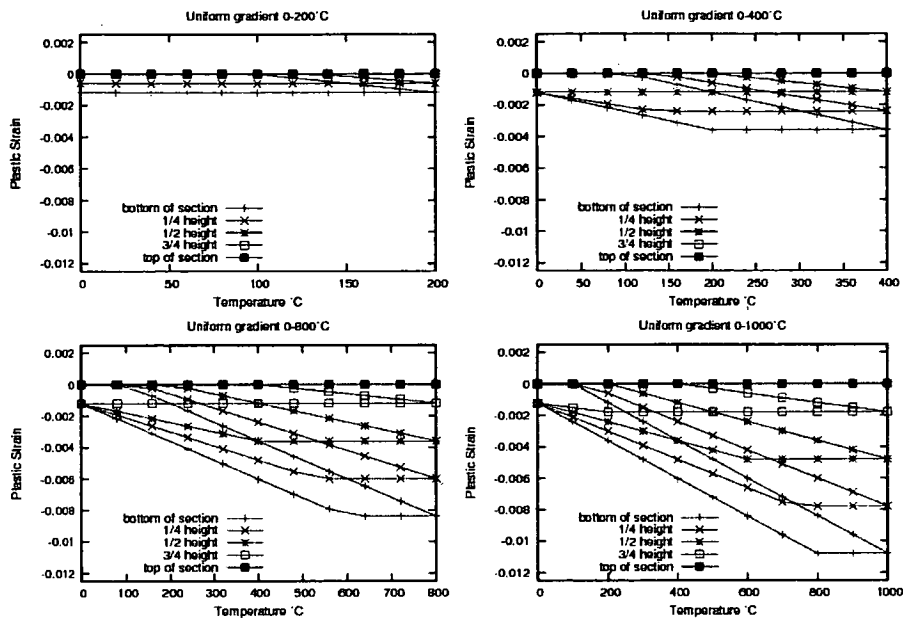 Uniform gradient 0-200°C
0.002
0
-0.002
-0.004
-0.006
-0.008
-0.01
-0.012
Plastic Strain
bottom of section
1/4 height
1/2 height
3/4 height
top of section
0 50 100 150 200
Temperature °C
Uniform gradient 0-400°C
0.002
0
-0.002
-0.004
-0.006
-0.008
-0.01
-0.012
Plastic Strain
bottom of section
1/4 height
1/2 height
3/4 height
top of section
0 50 100 150 200 250 300 350 400
Temperature °C
Uniform gradient 0-800°C
0.002
0
-0.002
-0.004
-0.006
-0.008
-0.01
-0.012
Plastic Strain
bottom of section
1/4 height
1/2 height
3/4 height
top of section
0 100 200 300 400 500 600 700 800
Temperature °C
Uniform gradient 0-1000°C
0.002
0
-0.002
-0.004
-0.006
-0.008
-0.01
-0.012
Plastic Strain
bottom of section
1/4 height
1/2 height
3/4 height
top of section
0 200 400 600 800 1000
Temperature °C